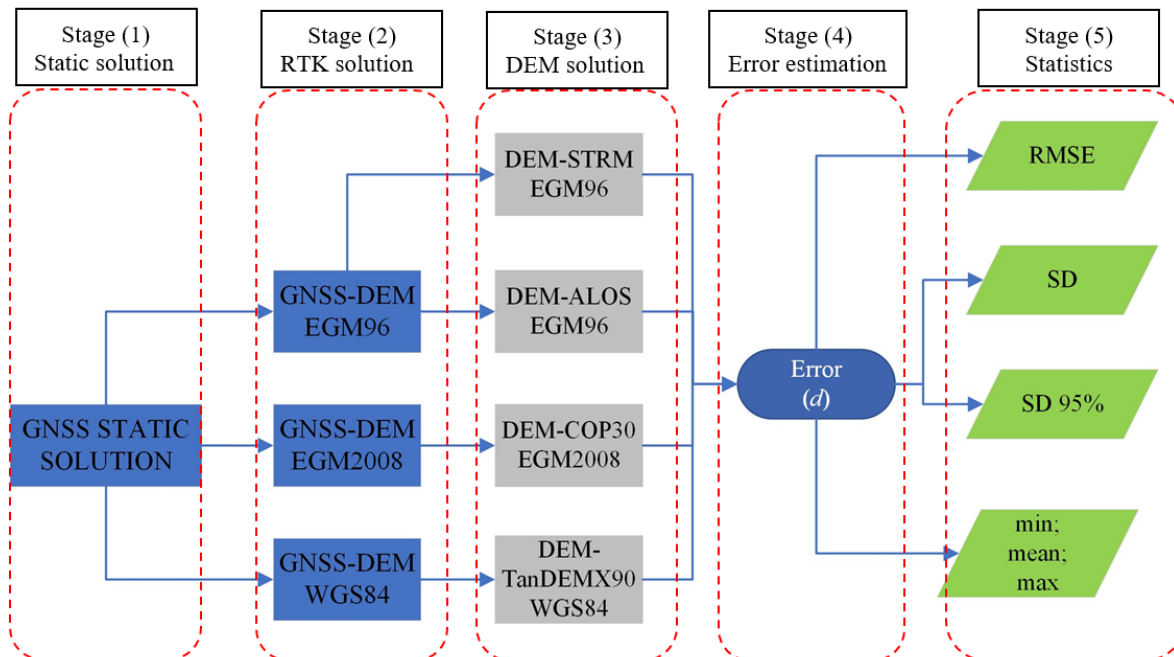 Stage (1)
Static solution
Stage (2)
RTK solution
Stage (3)
DEM solution
Stage (4)
Error estimation
Stage (5)
Statistics
GNSS STATIC
SOLUTION
GNSS-DEM
EGM96
GNSS-DEM
EGM2008
GNSS-DEM
WGS84
DEM-STRM
EGM96
DEM-ALOS
EGM96
DEM-COP30
EGM2008
DEM-
TanDEMX90
WGS84
Error
(d)
RMSE
SD
SD 95%
min;
mean;
max